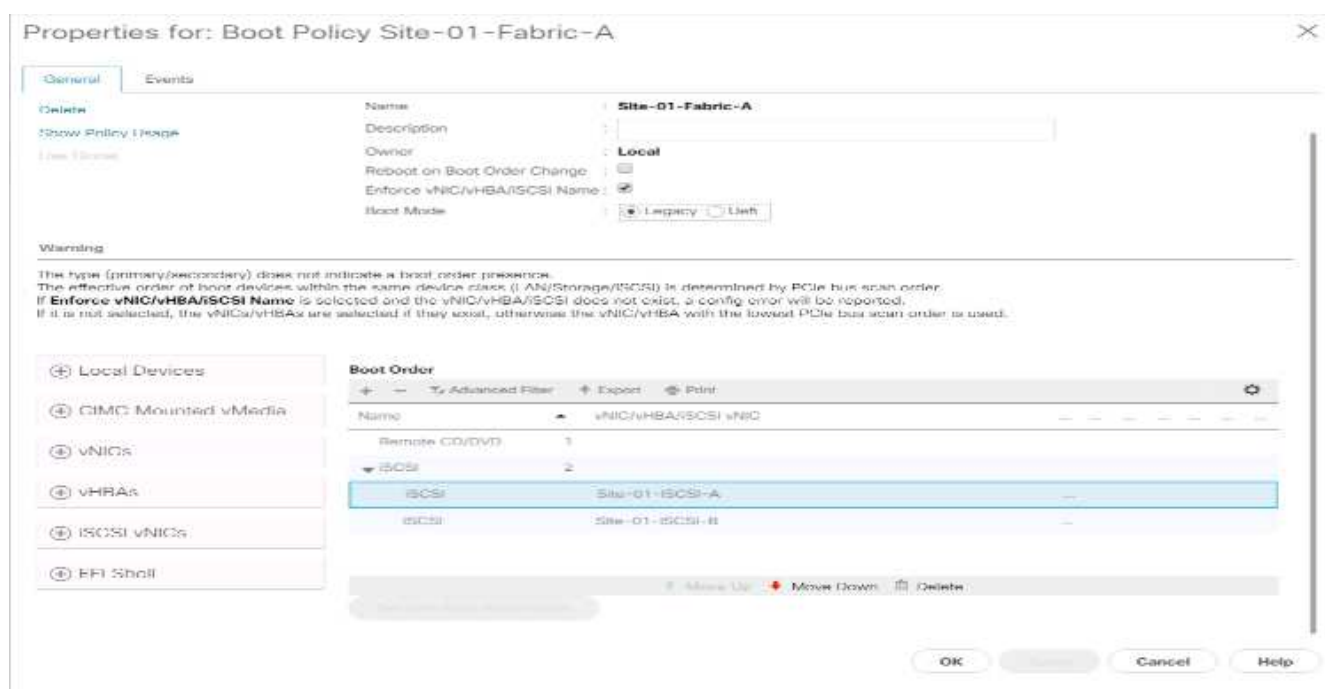 Properties for: Boot Policy Site-01-Fabric-A
General Events
Delete
Show Policy Usage
Use Global
Name : Site-01-Fabric-A
Description :
Owner : Local
Reboot on Boot Order Change :
Enforce vNIC/vHBA/iSCSI Name :
Boot Mode : Legacy Uefi
Warning
The type (primary/secondary) does not indicate a boot order presence.
The effective order of boot devices within the same device class (LAN/Storage/iSCSI) is determined by PCIe bus scan order.
If Enforce vNIC/vHBA/iSCSI Name is selected and the vNIC/vHBA/iSCSI does not exist, a config error will be reported.
If it is not selected, the vNICs/vHBAs are selected if they exist, otherwise the vNIC/vHBA with the lowest PCIe bus scan order is used.
Local Devices
CIMC Mounted vMedia
vNICs
vHBAs
iSCSI vNICs
EFI Shell
Boot Order
+ − Advanced Filter Export Print
Name vNIC/vHBA/iSCSI vNIC
Remote CD/DVD 1
iSCSI 2
iSCSI Site-01-iSCSI-A
iSCSI Site-01-iSCSI-B
Move Up Move Down Delete
OK Cancel Help